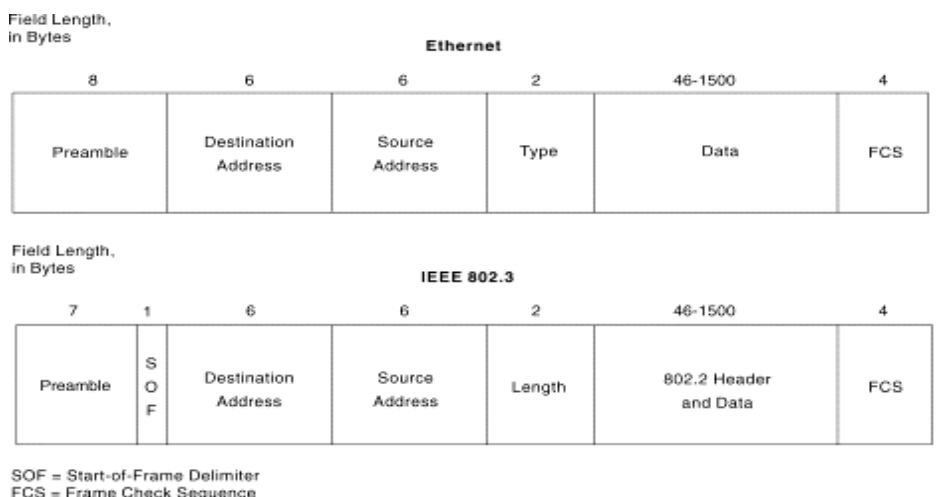 Field Length,
in Bytes
Ethernet
8 6 6 2 46-1500 4
Preamble
Destination
Address
Source
Address
Type
Data
FCS
Field Length,
in Bytes
IEEE 802.3
7 1 6 6 2 46-1500 4
Preamble
S
O
F
Destination
Address
Source
Address
Length
802.2 Header
and Data
FCS
SOF = Start-of-Frame Delimiter
FCS = Frame Check Sequence